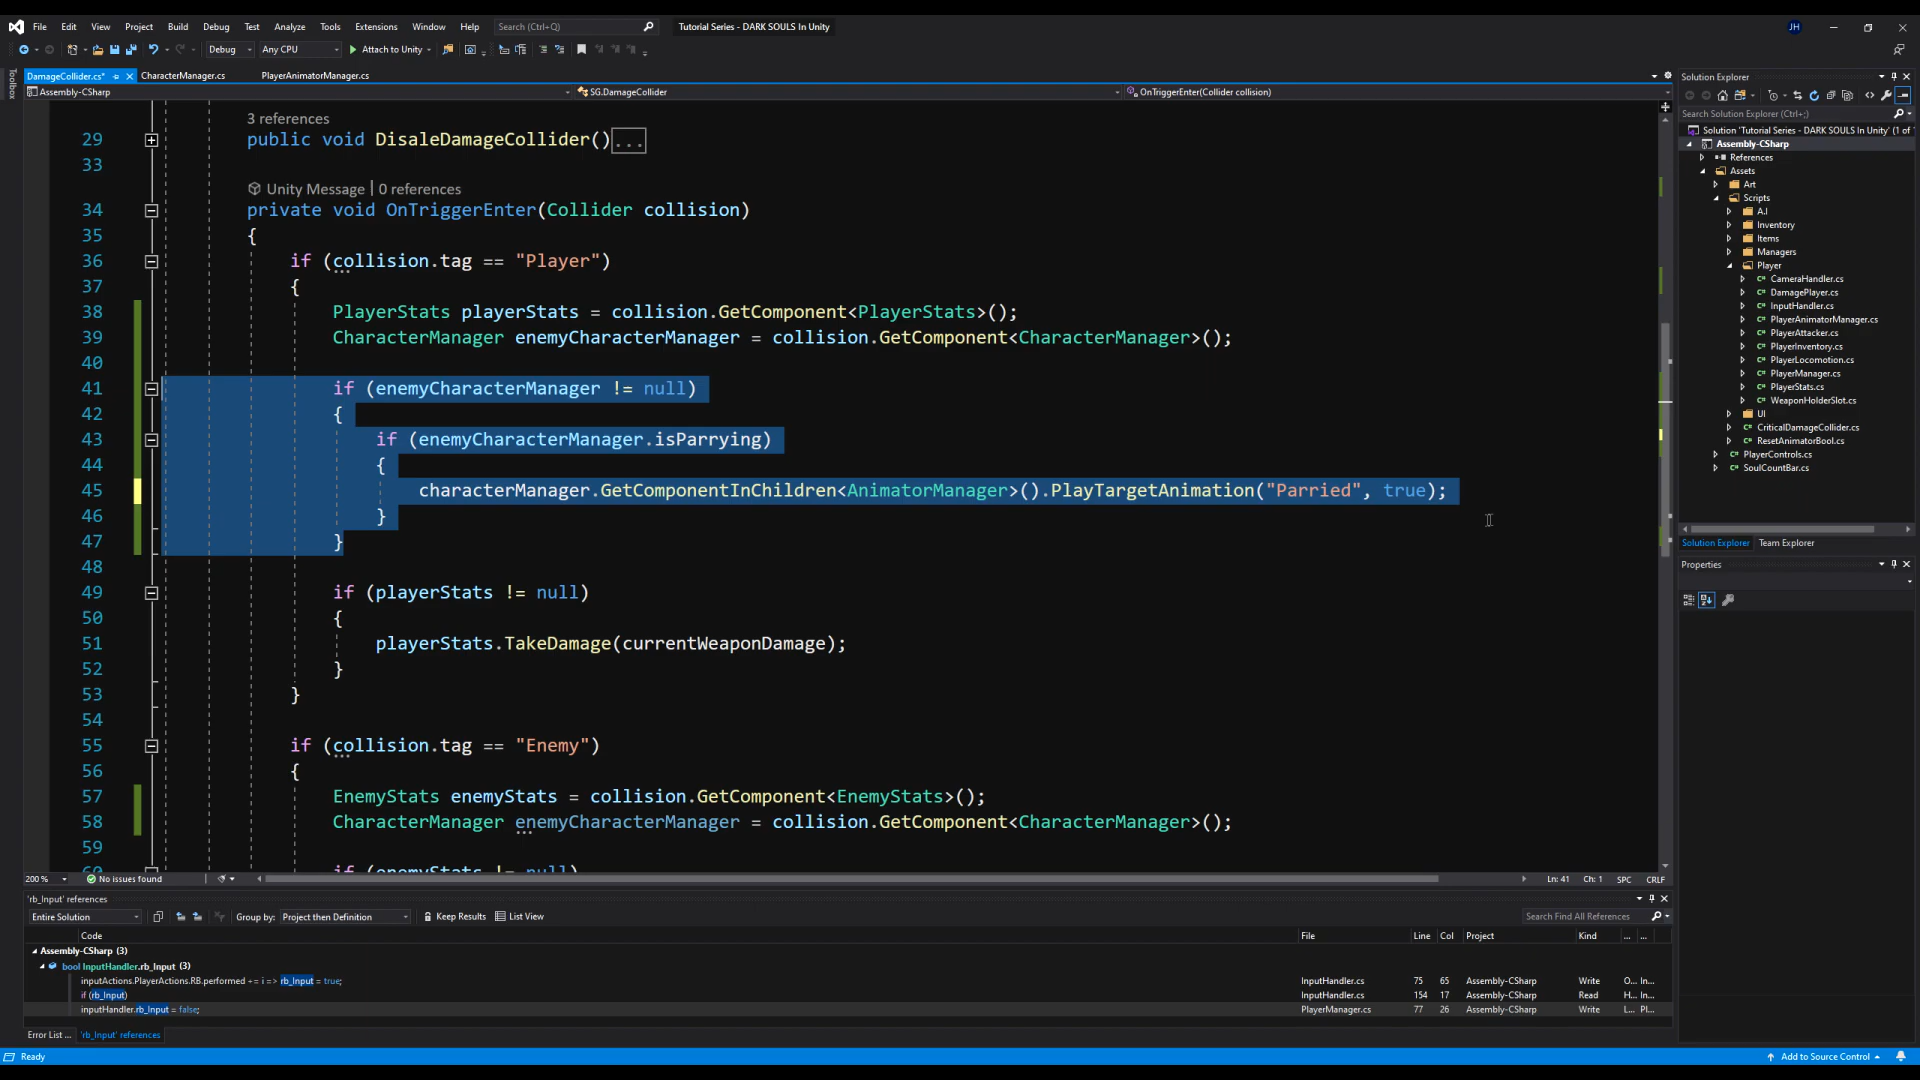 File Edit View Project Build Debug Test Analyze Tools Extensions Window Help Search (Ctrl+Q) Tutorial Series - DARK SOULS In Unity JH
Debug Any CPU Attach to Unity
Toolbox
DamageCollider.cs* CharacterManager.cs PlayerAnimatorManager.cs
Assembly-CSharp SG.DamageCollider OnTriggerEnter(Collider collision)
3 references
29 public void DisaleDamageCollider()...
33
Unity Message | 0 references
34 private void OnTriggerEnter(Collider collision)
35 {
36 if (collision.tag == "Player")
37 {
38 PlayerStats playerStats = collision.GetComponent<PlayerStats>();
39 CharacterManager enemyCharacterManager = collision.GetComponent<CharacterManager>();
40
41 if (enemyCharacterManager != null)
42 {
43 if (enemyCharacterManager.isParrying)
44 {
45 characterManager.GetComponentInChildren<AnimatorManager>().PlayTargetAnimation("Parried", true);
46 }
47 }
48
49 if (playerStats != null)
50 {
51 playerStats.TakeDamage(currentWeaponDamage);
52 }
53 }
54
55 if (collision.tag == "Enemy")
56 {
57 EnemyStats enemyStats = collision.GetComponent<EnemyStats>();
58 CharacterManager enemyCharacterManager = collision.GetComponent<CharacterManager>();
59
60 if (enemyStats != null)
200 % No issues found Ln: 41 Ch: 1 SPC CRLF
'rb_Input' references
Entire Solution Group by: Project then Definition Keep Results List View Search Find All References
Code File Line Col Project Kind ... ...
Assembly-CSharp (3)
bool InputHandler.rb_Input (3)
inputActions.PlayerActions.RB.performed += i => rb_Input = true; InputHandler.cs 75 65 Assembly-CSharp Write O... In...
if (rb_Input) InputHandler.cs 154 17 Assembly-CSharp Read H... In...
inputHandler.rb_Input = false; PlayerManager.cs 77 26 Assembly-CSharp Write L... Pl...
Error List ... 'rb_Input' references
Ready Add to Source Control
Solution Explorer
Search Solution Explorer (Ctrl+;)
Solution 'Tutorial Series - DARK SOULS In Unity' (1 of
Assembly-CSharp
References
Assets
Art
Scripts
A.I
Inventory
Items
Managers
Player
CameraHandler.cs
DamagePlayer.cs
InputHandler.cs
PlayerAnimatorManager.cs
PlayerAttacker.cs
PlayerInventory.cs
PlayerLocomotion.cs
PlayerManager.cs
PlayerStats.cs
WeaponHolderSlot.cs
UI
CriticalDamageCollider.cs
ResetAnimatorBool.cs
PlayerControls.cs
SoulCountBar.cs
Solution Explorer Team Explorer
Properties